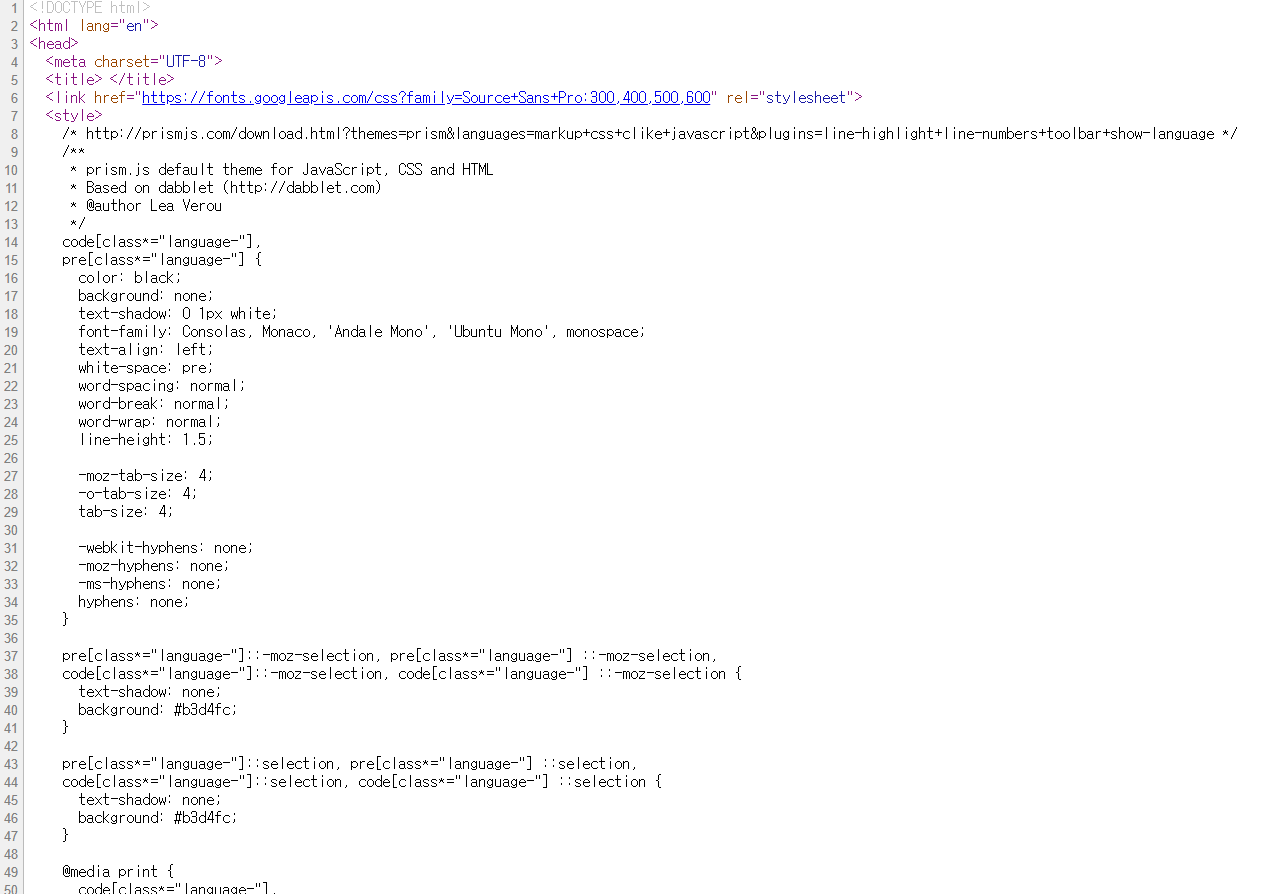 1 <!DOCTYPE html>
2 <html lang="en">
3 <head>
4   <meta charset="UTF-8">
5   <title> </title>
6   <link href="https://fonts.googleapis.com/css?family=Source+Sans+Pro:300,400,500,600" rel="stylesheet">
7   <style>
8     /* http://prismjs.com/download.html?themes=prism&languages=markup+css+clike+javascript&plugins=line-highlight+line-numbers+toolbar+show-language */
9     /**
10      * prism.js default theme for JavaScript, CSS and HTML
11      * Based on dabblet (http://dabblet.com)
12      * @author Lea Verou
13      */
14     code[class*="language-"],
15     pre[class*="language-"] {
16       color: black;
17       background: none;
18       text-shadow: 0 1px white;
19       font-family: Consolas, Monaco, 'Andale Mono', 'Ubuntu Mono', monospace;
20       text-align: left;
21       white-space: pre;
22       word-spacing: normal;
23       word-break: normal;
24       word-wrap: normal;
25       line-height: 1.5;
26
27       -moz-tab-size: 4;
28       -o-tab-size: 4;
29       tab-size: 4;
30
31       -webkit-hyphens: none;
32       -moz-hyphens: none;
33       -ms-hyphens: none;
34       hyphens: none;
35     }
36
37     pre[class*="language-"]::-moz-selection, pre[class*="language-"] ::-moz-selection,
38     code[class*="language-"]::-moz-selection, code[class*="language-"] ::-moz-selection {
39       text-shadow: none;
40       background: #b3d4fc;
41     }
42
43     pre[class*="language-"]::selection, pre[class*="language-"] ::selection,
44     code[class*="language-"]::selection, code[class*="language-"] ::selection {
45       text-shadow: none;
46       background: #b3d4fc;
47     }
48
49     @media print {
50       code[class*="language-"],